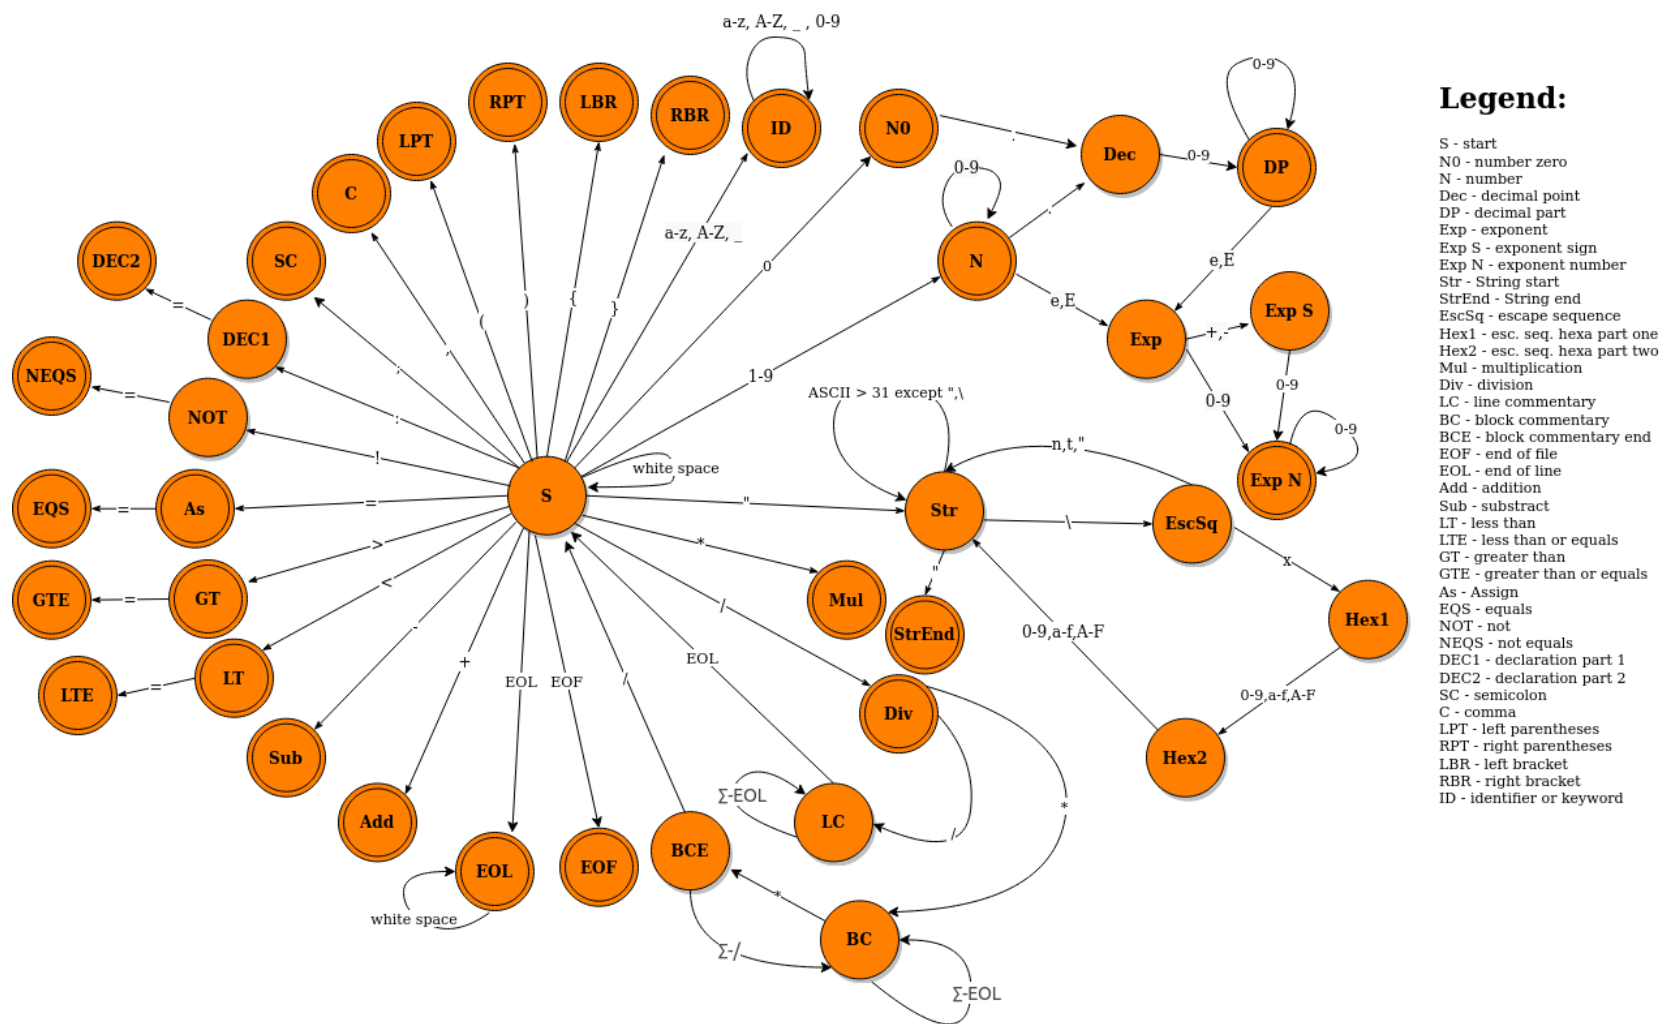 a-z, A-Z, _ , 0-9
RPT
LBR
RBR
ID
N0
LPT
C
0-9
DP
.
Dec
0-9
0-9
N
.
DEC2
SC
a-z, A-Z, _
0
e,E
e,E
=
DEC1
(
)
{
}
,
;
:
Exp
+,-
Exp S
NEQS
=
NOT
!
1-9
0-9
0-9
0-9
Exp N
ASCII > 31 except ",\
n,t,"
white space
EQS
=
As
=
S
"
Str
\
EscSq
x
Hex1
GTE
=
GT
>
<
*
Mul
/
"
StrEnd
0-9,a-f,A-F
0-9,a-f,A-F
Hex2
LTE
=
LT
-
+
EOL
EOF
/
EOL
Div
Sub
Add
Σ-EOL
LC
/
*
EOL
white space
EOF
BCE
*
BC
Σ-/
Σ-EOL
Legend:
S - start
N0 - number zero
N - number
Dec - decimal point
DP - decimal part
Exp - exponent
Exp S - exponent sign
Exp N - exponent number
Str - String start
StrEnd - String end
EscSq - escape sequence
Hex1 - esc. seq. hexa part one
Hex2 - esc. seq. hexa part two
Mul - multiplication
Div - division
LC - line commentary
BC - block commentary
BCE - block commentary end
EOF - end of file
EOL - end of line
Add - addition
Sub - substract
LT - less than
LTE - less than or equals
GT - greater than
GTE - greater than or equals
As - Assign
EQS - equals
NOT - not
NEQS - not equals
DEC1 - declaration part 1
DEC2 - declaration part 2
SC - semicolon
C - comma
LPT - left parentheses
RPT - right parentheses
LBR - left bracket
RBR - right bracket
ID - identifier or keyword